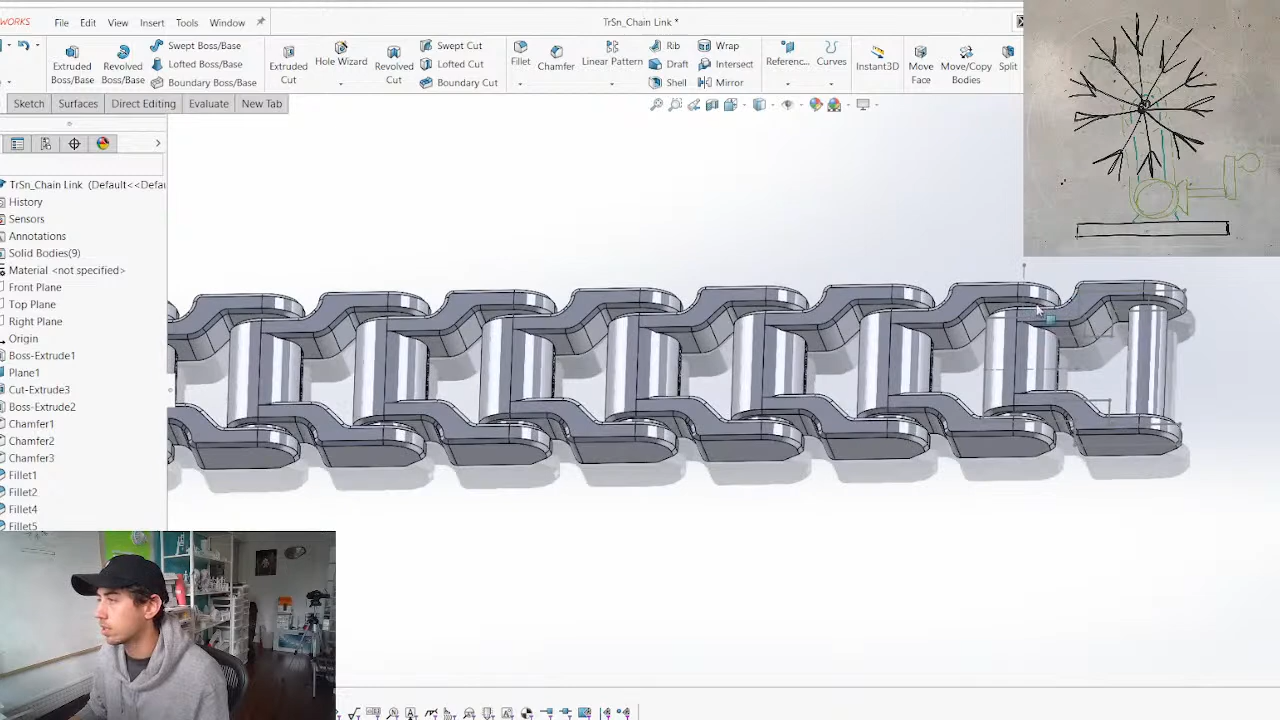 WORKS File Edit View Insert Tools Window TrSn_Chain Link *
Extruded Boss/Base Revolved Boss/Base Swept Boss/Base Lofted Boss/Base Boundary Boss/Base Extruded Cut Hole Wizard Revolved Cut Swept Cut Lofted Cut Boundary Cut Fillet Chamfer Linear Pattern Rib Draft Shell Wrap Intersect Mirror Referenc... Curves Instant3D Move Face Move/Copy Bodies Split
Sketch Surfaces Direct Editing Evaluate New Tab
TrSn_Chain Link (Default<<Defau
History
Sensors
Annotations
Solid Bodies(9)
Material <not specified>
Front Plane
Top Plane
Right Plane
Origin
Boss-Extrude1
Plane1
Cut-Extrude3
Boss-Extrude2
Chamfer1
Chamfer2
Chamfer3
Fillet1
Fillet2
Fillet4
Fillet5